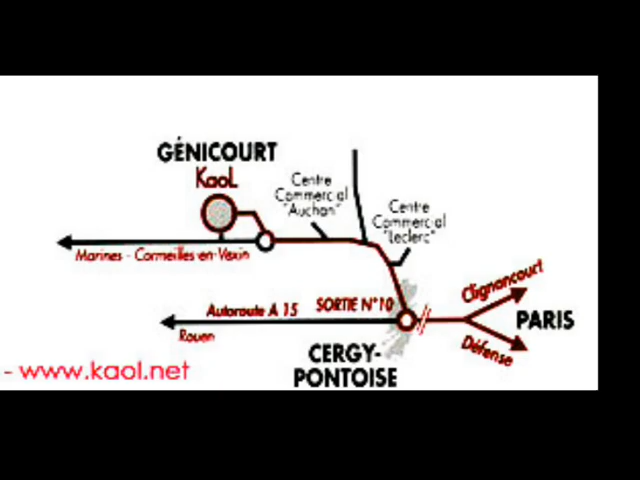 GÉNICOURT
KaoL
Centre
Commercial
"Auchan"
Centre
Commercial
"Leclerc"
Marines - Cormeilles-en-Vexin
Clignancourt
Autoroute A 15
SORTIE N°10
PARIS
Rouen
Défense
CERGY-
PONTOISE
- www.kaol.net